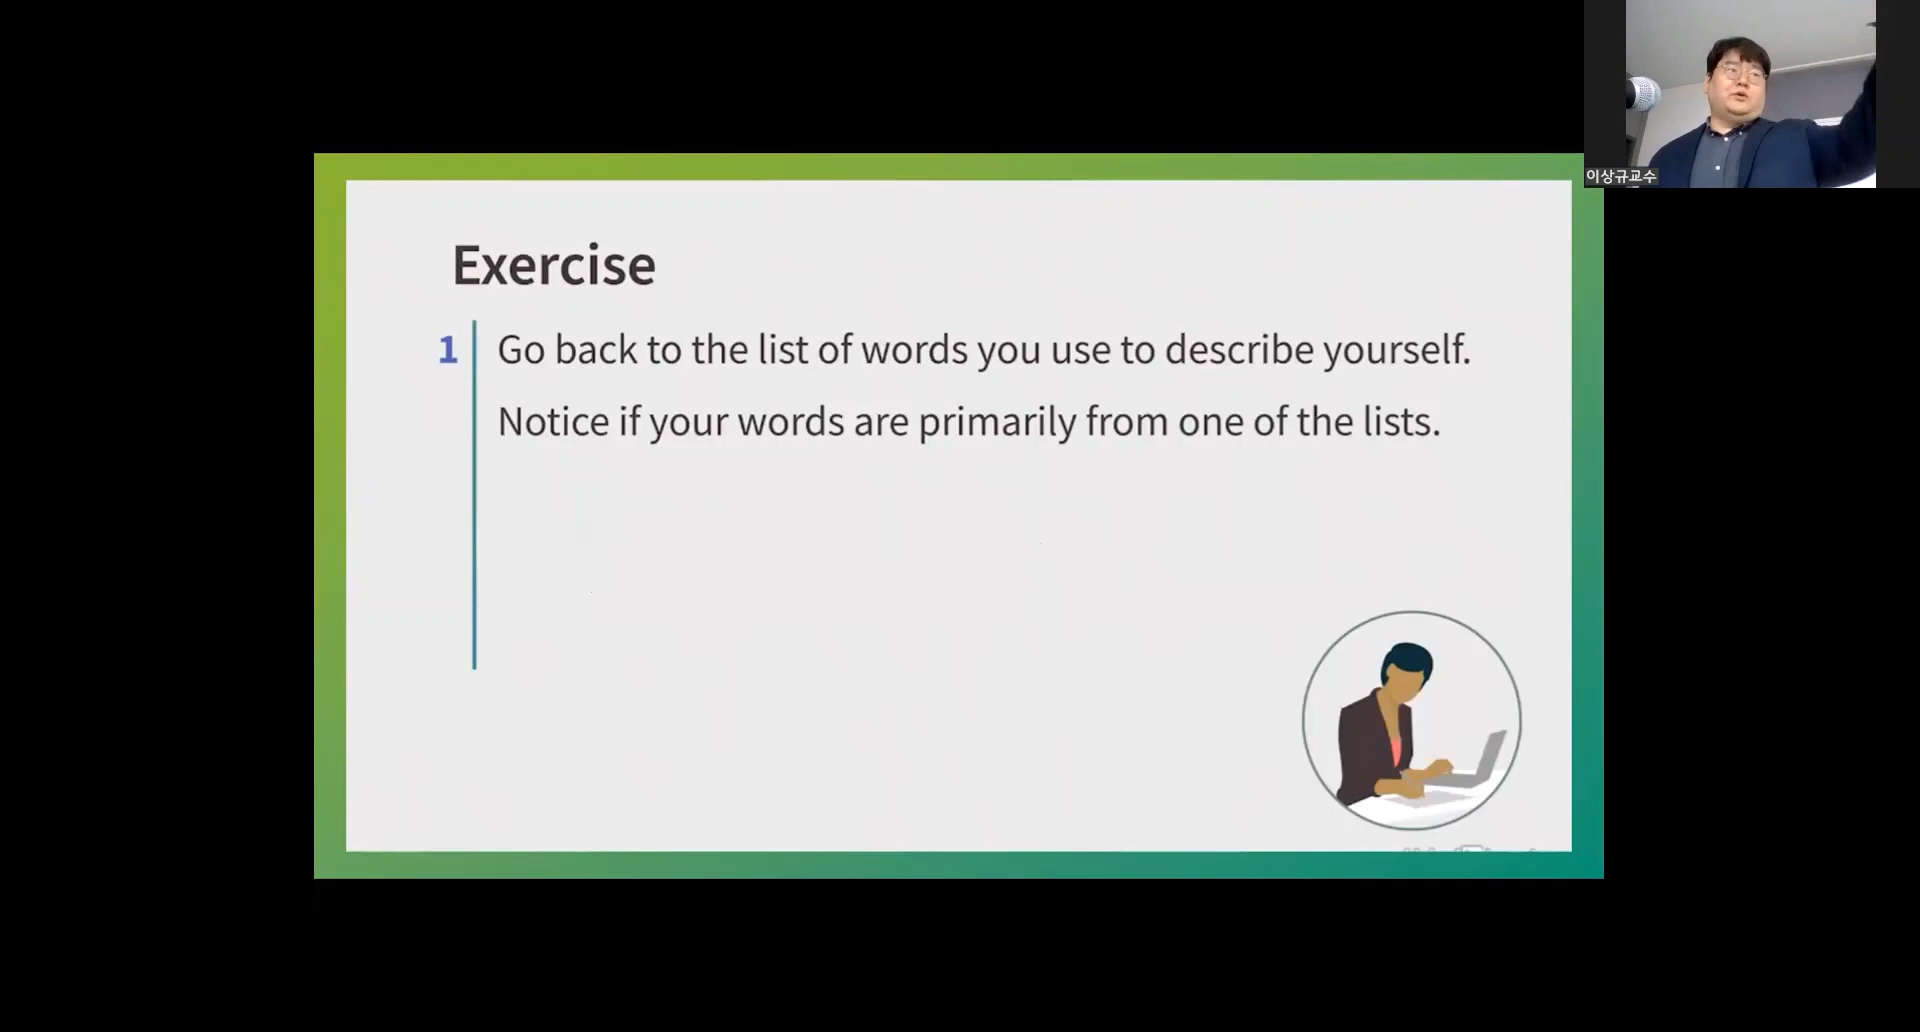 이상규교수
Exercise
1 Go back to the list of words you use to describe yourself.
Notice if your words are primarily from one of the lists.